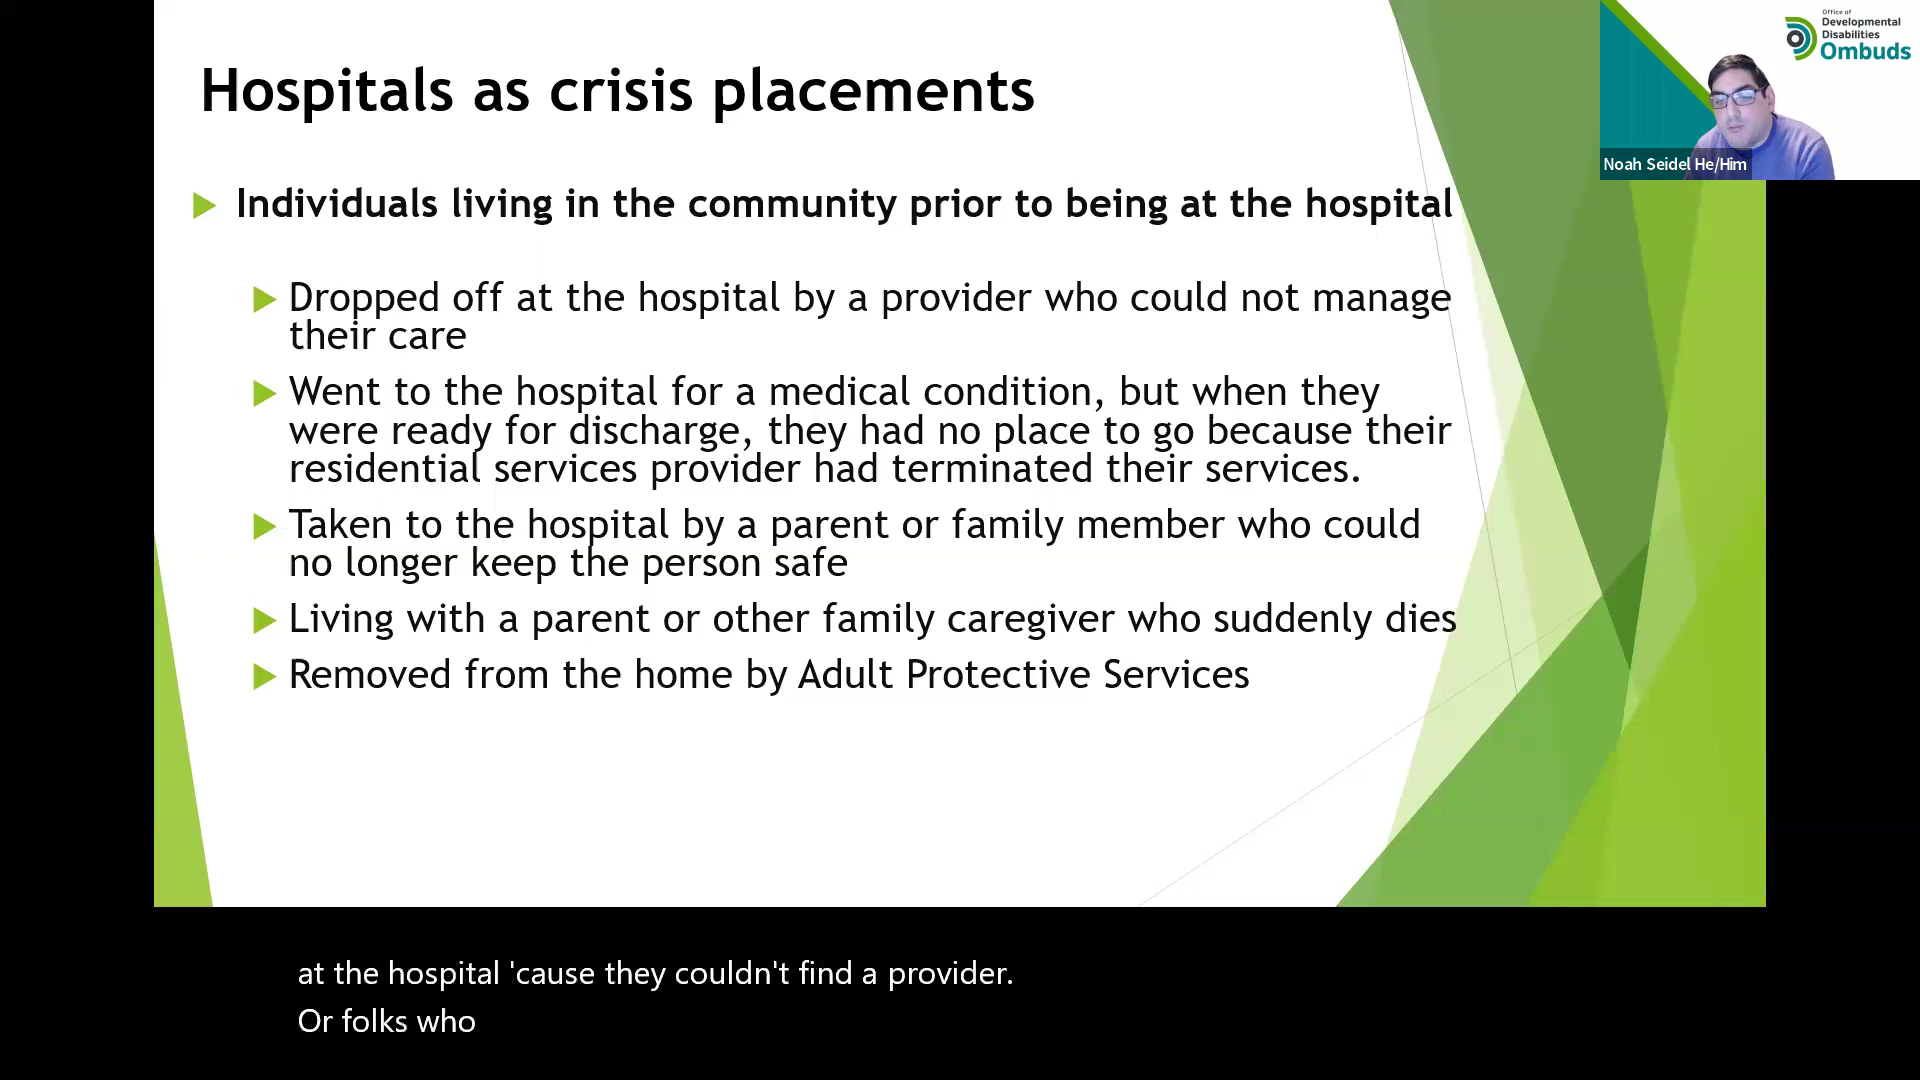 Hospitals as crisis placements
Office of
Developmental
Disabilities
Ombuds
Noah Seidel He/Him
Individuals living in the community prior to being at the hospital
Dropped off at the hospital by a provider who could not manage
their care
Went to the hospital for a medical condition, but when they
were ready for discharge, they had no place to go because their
residential services provider had terminated their services.
Taken to the hospital by a parent or family member who could
no longer keep the person safe
Living with a parent or other family caregiver who suddenly dies
Removed from the home by Adult Protective Services
at the hospital 'cause they couldn't find a provider.
Or folks who